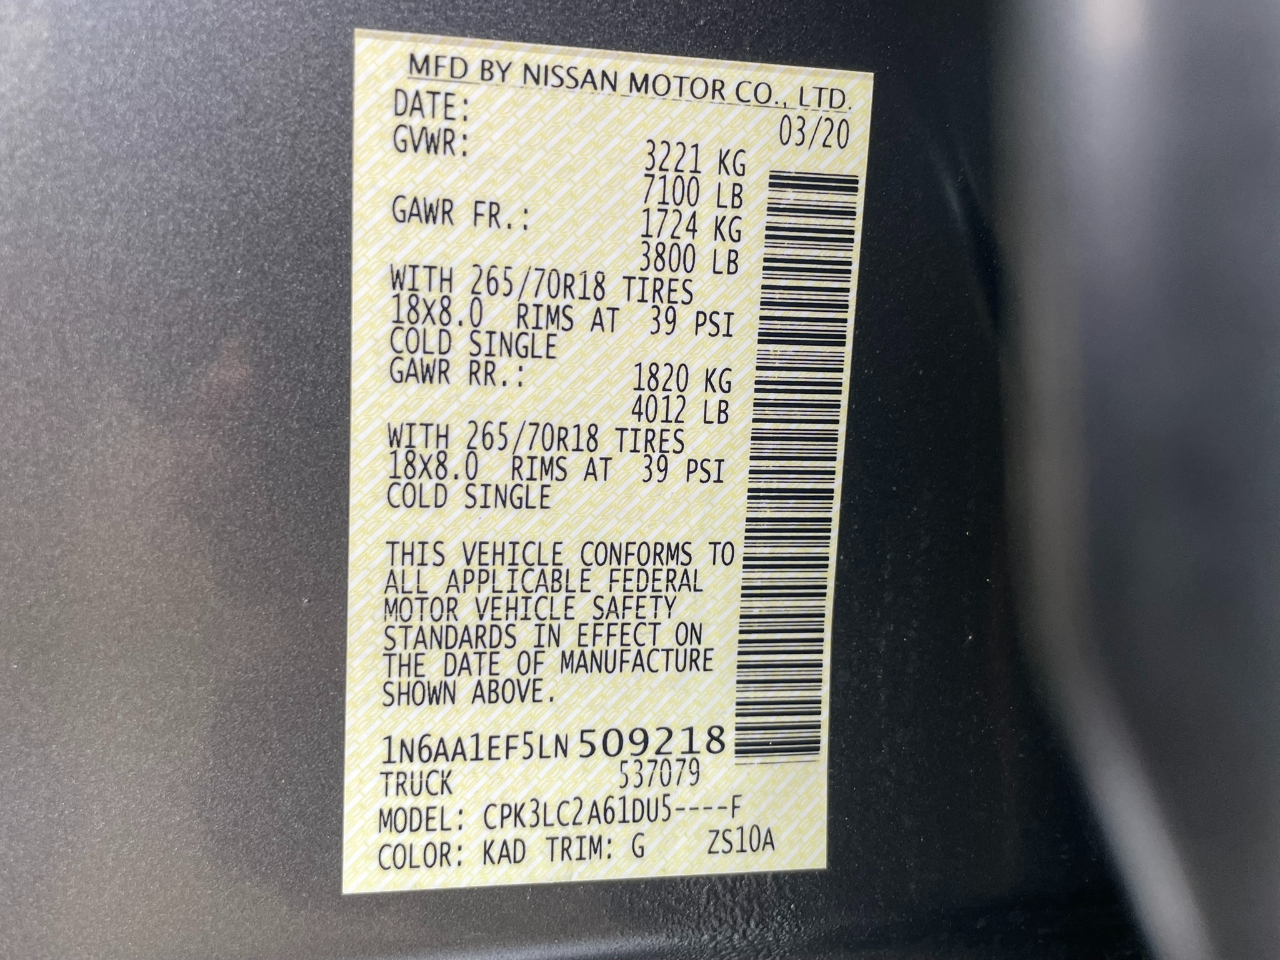 MFD BY NISSAN MOTOR CO., LTD.
DATE: 03/20
GVWR: 3221 KG
7100 LB
GAWR FR.: 1724 KG
3800 LB
WITH 265/70R18 TIRES
18X8.0 RIMS AT 39 PSI
COLD SINGLE
GAWR RR.: 1820 KG
4012 LB
WITH 265/70R18 TIRES
18X8.0 RIMS AT 39 PSI
COLD SINGLE
THIS VEHICLE CONFORMS TO
ALL APPLICABLE FEDERAL
MOTOR VEHICLE SAFETY
STANDARDS IN EFFECT ON
THE DATE OF MANUFACTURE
SHOWN ABOVE.
1N6AA1EF5LN 509218
TRUCK 537079
MODEL: CPK3LC2A61DU5----F
COLOR: KAD TRIM: G ZS10A